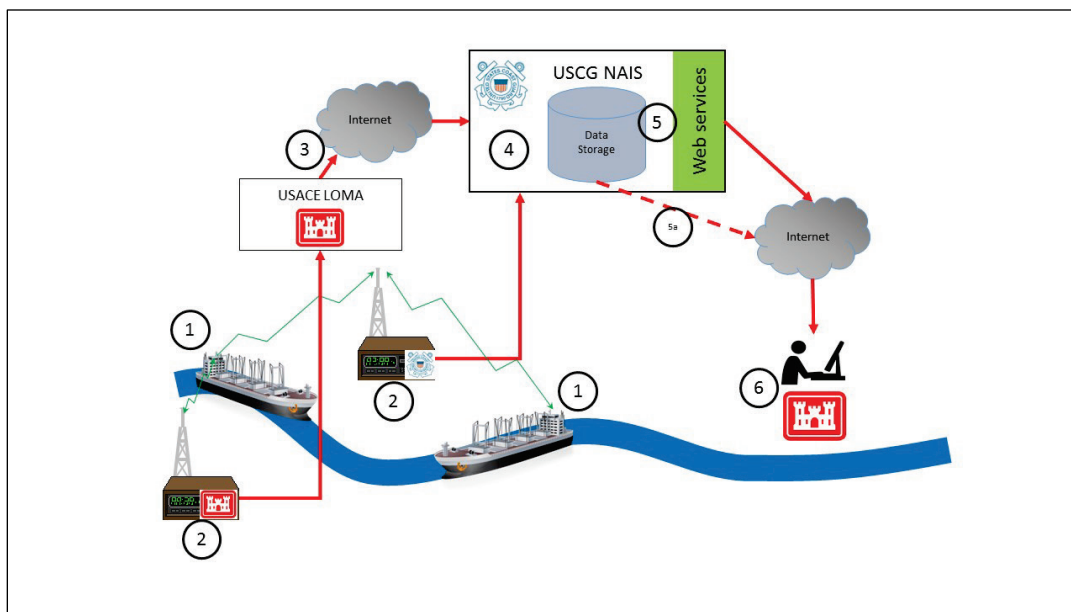 USCG NAIS
Internet
3
4
5
Data
Storage
Web services
USACE LOMA
5a
Internet
1
2
1
6
2